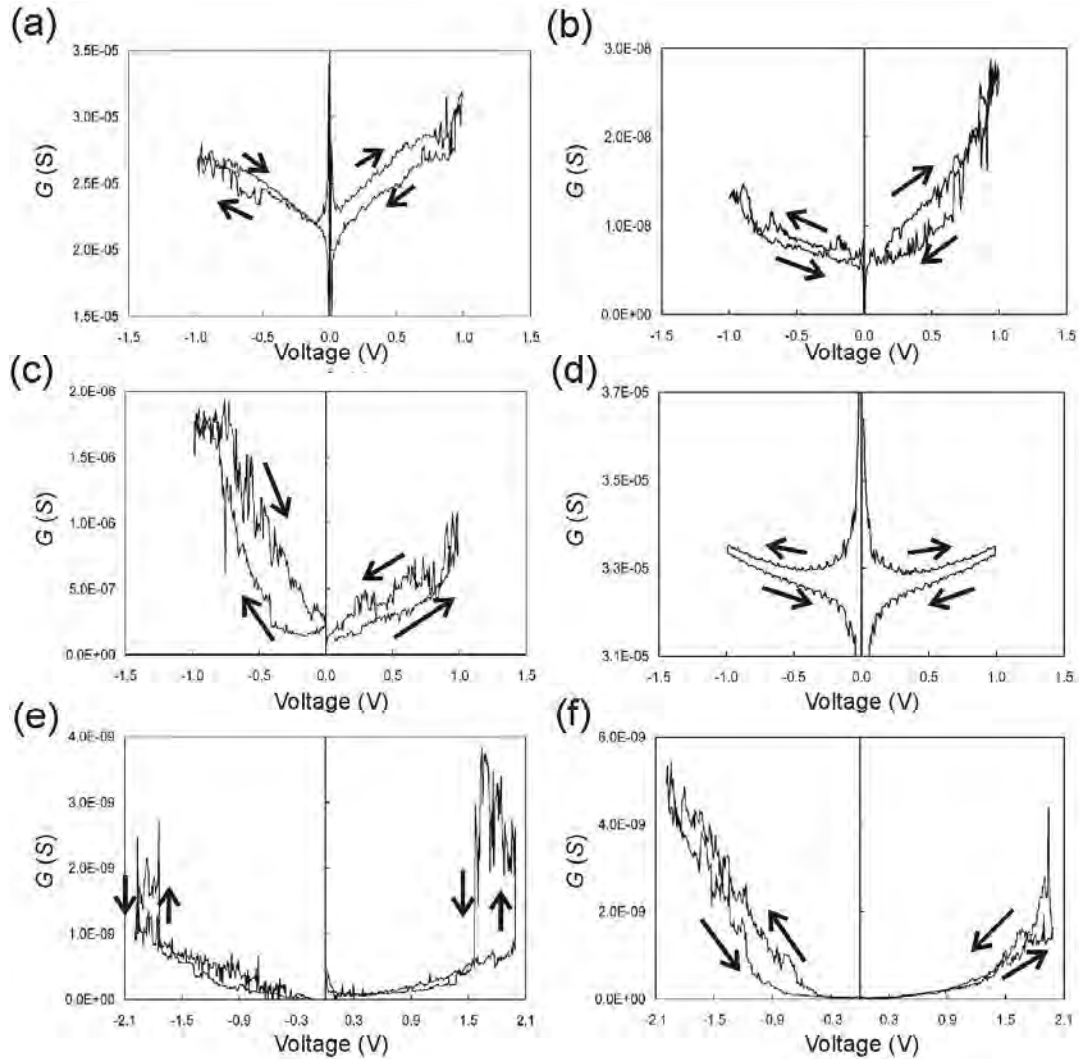 (a)
3.5E-05
3.0E-05
2.5E-05
2.0E-05
1.5E-05
G (S)
-1.5 -1.0 -0.5 0.0 0.5 1.0 1.5
Voltage (V)
(b)
3.0E-08
2.0E-08
1.0E-08
0.0E+00
G (S)
-1.5 -1.0 -0.5 0.0 0.5 1.0 1.5
Voltage (V)
(c)
2.0E-06
1.5E-06
1.0E-06
5.0E-07
0.0E+00
G (S)
-1.5 -1.0 -0.5 0.0 0.5 1.0 1.5
Voltage (V)
(d)
3.7E-05
3.5E-05
3.3E-05
3.1E-05
G (S)
-1.5 -1.0 -0.5 0.0 0.5 1.0 1.5
Voltage (V)
(e)
4.0E-09
3.0E-09
2.0E-09
1.0E-09
0.0E+00
G (S)
-2.1 -1.5 -0.9 -0.3 0.3 0.9 1.5 2.1
Voltage (V)
(f)
6.0E-09
4.0E-09
2.0E-09
0.0E+00
G (S)
-2.1 -1.5 -0.9 -0.3 0.3 0.9 1.5 2.1
Voltage (V)